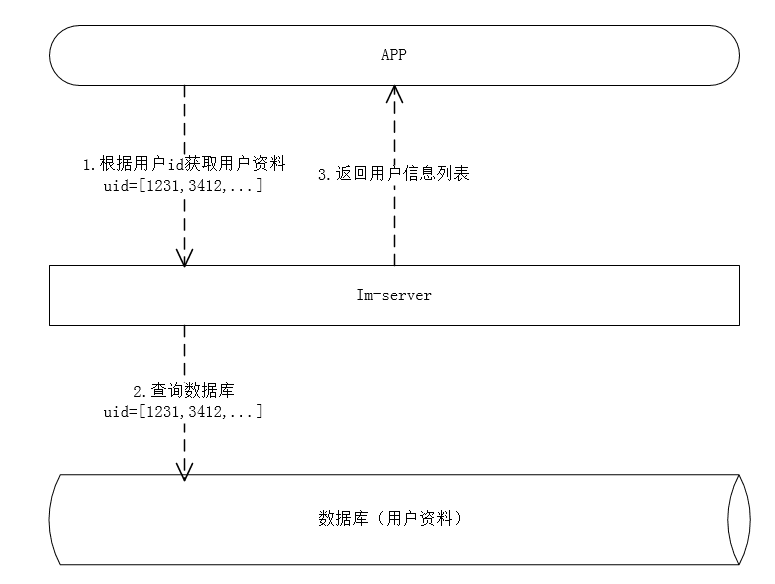 APP
1.根据用户id获取用户资料
uid=[1231,3412,...]
3.返回用户信息列表
Im-server
2.查询数据库
uid=[1231,3412,...]
数据库（用户资料）